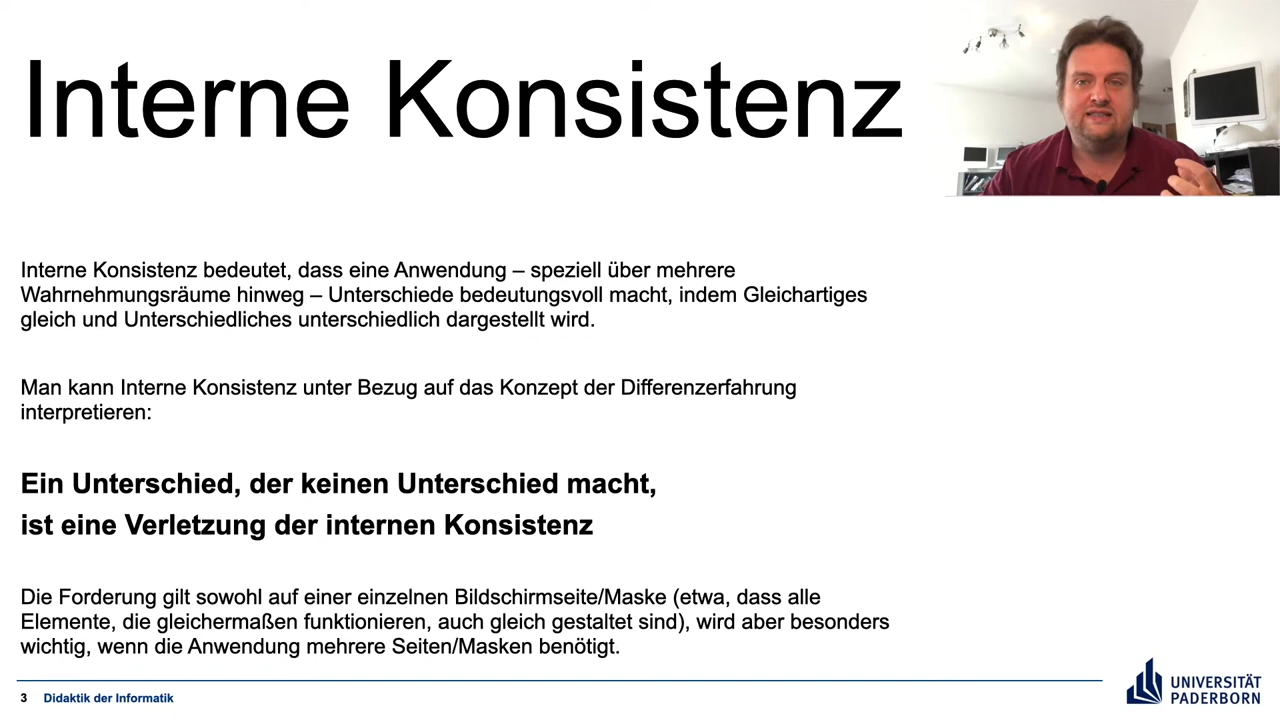 Interne Konsistenz
Interne Konsistenz bedeutet, dass eine Anwendung – speziell über mehrere
Wahrnehmungsräume hinweg – Unterschiede bedeutungsvoll macht, indem Gleichartiges
gleich und Unterschiedliches unterschiedlich dargestellt wird.
Man kann Interne Konsistenz unter Bezug auf das Konzept der Differenzerfahrung
interpretieren:
Ein Unterschied, der keinen Unterschied macht,
ist eine Verletzung der internen Konsistenz
Die Forderung gilt sowohl auf einer einzelnen Bildschirmseite/Maske (etwa, dass alle
Elemente, die gleichermaßen funktionieren, auch gleich gestaltet sind), wird aber besonders
wichtig, wenn die Anwendung mehrere Seiten/Masken benötigt.
3 Didaktik der Informatik
UNIVERSITÄT
PADERBORN